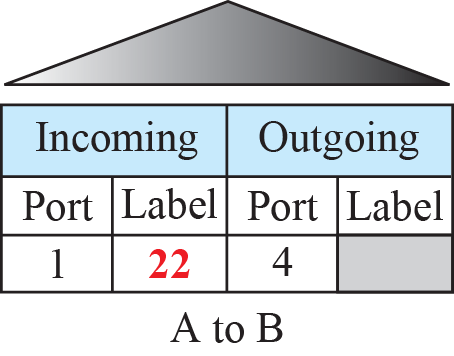 Incoming Outgoing
Port Label Port Label
1 22 4
A to B